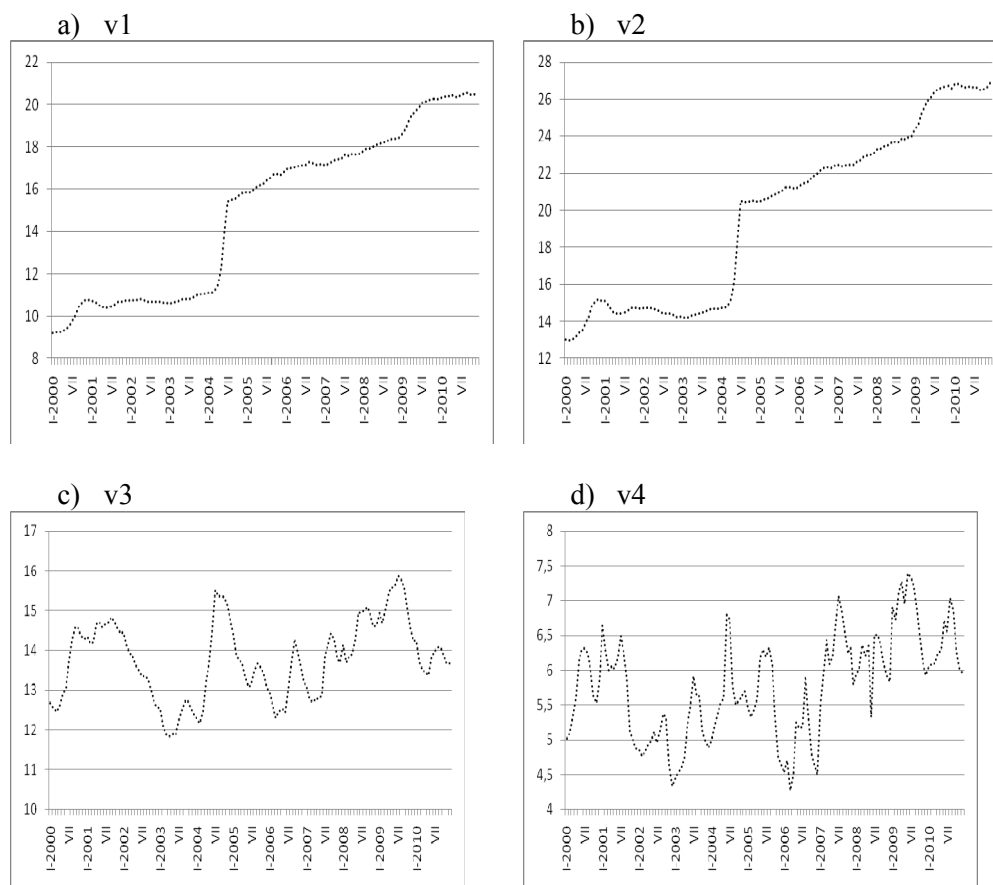 a) v1
22
20
18
16
14
12
10
8
I-2000
VII
I-2001
VII
I-2002
VII
I-2003
VII
I-2004
VII
I-2005
VII
I-2006
VII
I-2007
VII
I-2008
VII
I-2009
VII
I-2010
VII
b) v2
28
26
24
22
20
18
16
14
12
I-2000
VII
I-2001
VII
I-2002
VII
I-2003
VII
I-2004
VII
I-2005
VII
I-2006
VII
I-2007
VII
I-2008
VII
I-2009
VII
I-2010
VII
c) v3
17
16
15
14
13
12
11
10
I-2000
VII
I-2001
VII
I-2002
VII
I-2003
VII
I-2004
VII
I-2005
VII
I-2006
VII
I-2007
VII
I-2008
VII
I-2009
VII
I-2010
VII
d) v4
8
7,5
7
6,5
6
5,5
5
4,5
4
I-2000
VII
I-2001
VII
I-2002
VII
I-2003
VII
I-2004
VII
I-2005
VII
I-2006
VII
I-2007
VII
I-2008
VII
I-2009
VII
I-2010
VII